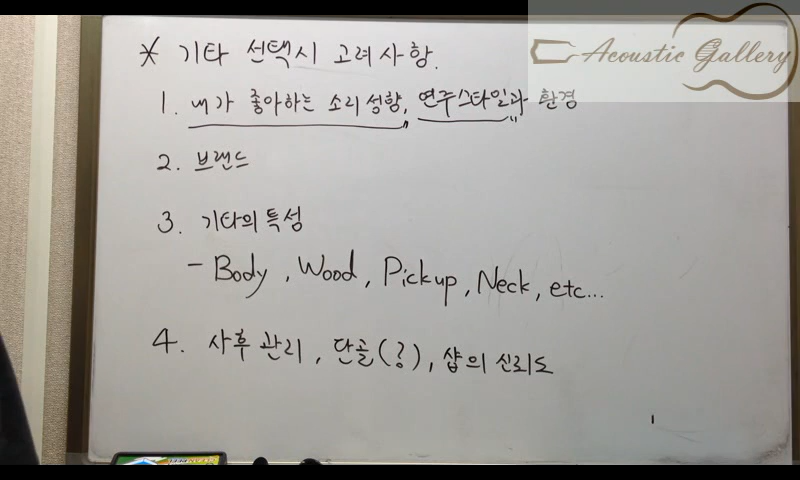 Acoustic Gallery
* 기타 선택시 고려사항.
1. 내가 좋아하는 소리성향, 연주스타일과 환경
2. 브랜드
3. 기타의 특성
- Body, Wood, Pickup, Neck, etc...
4. 사후 관리, 단골(?), 샵의 신뢰도